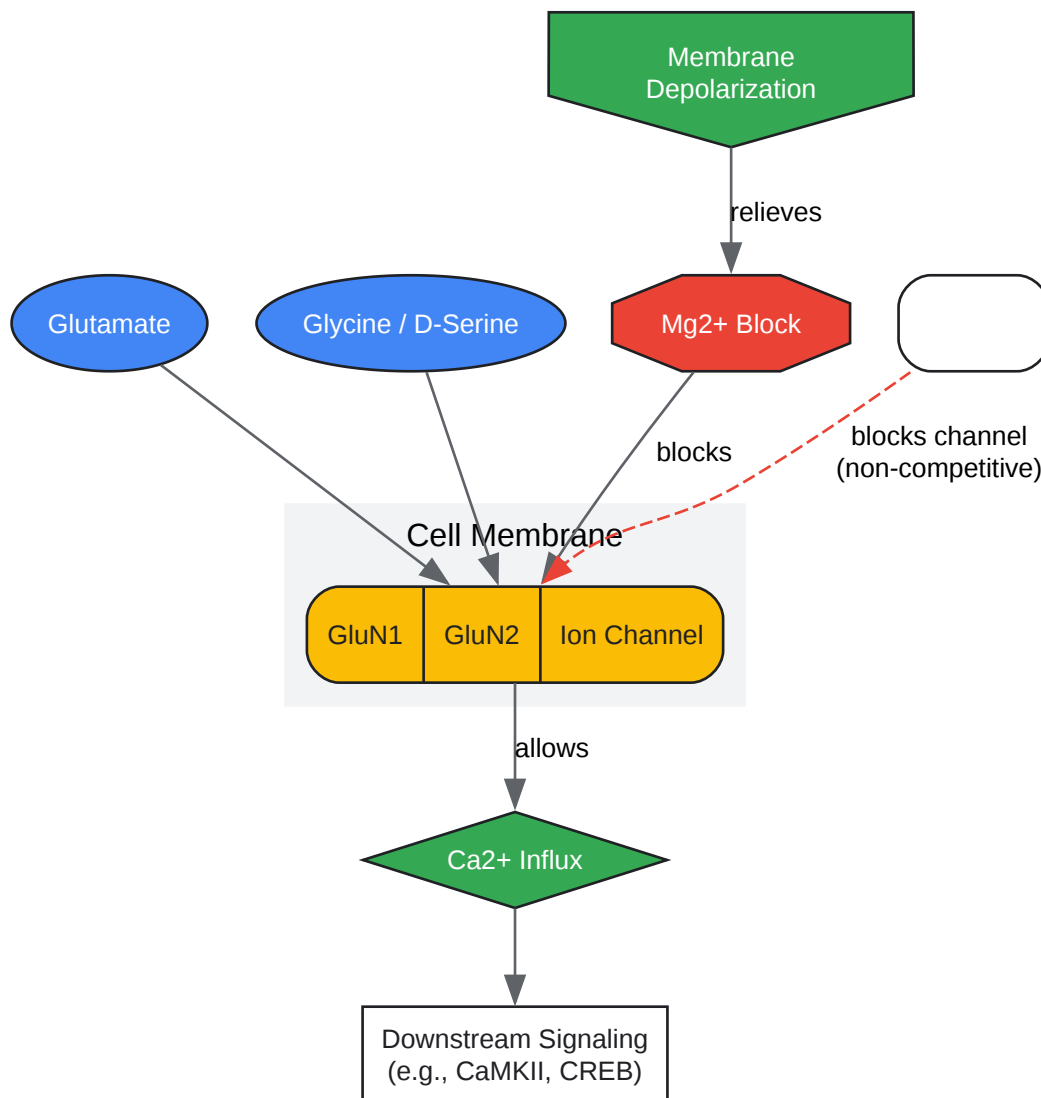 Membrane
Depolarization
relieves
Glutamate
Glycine / D-Serine
Mg2+ Block
blocks
blocks channel
(non-competitive)
Cell Membrane
GluN1
GluN2
Ion Channel
allows
Ca2+ Influx
Downstream Signaling
(e.g., CaMKII, CREB)